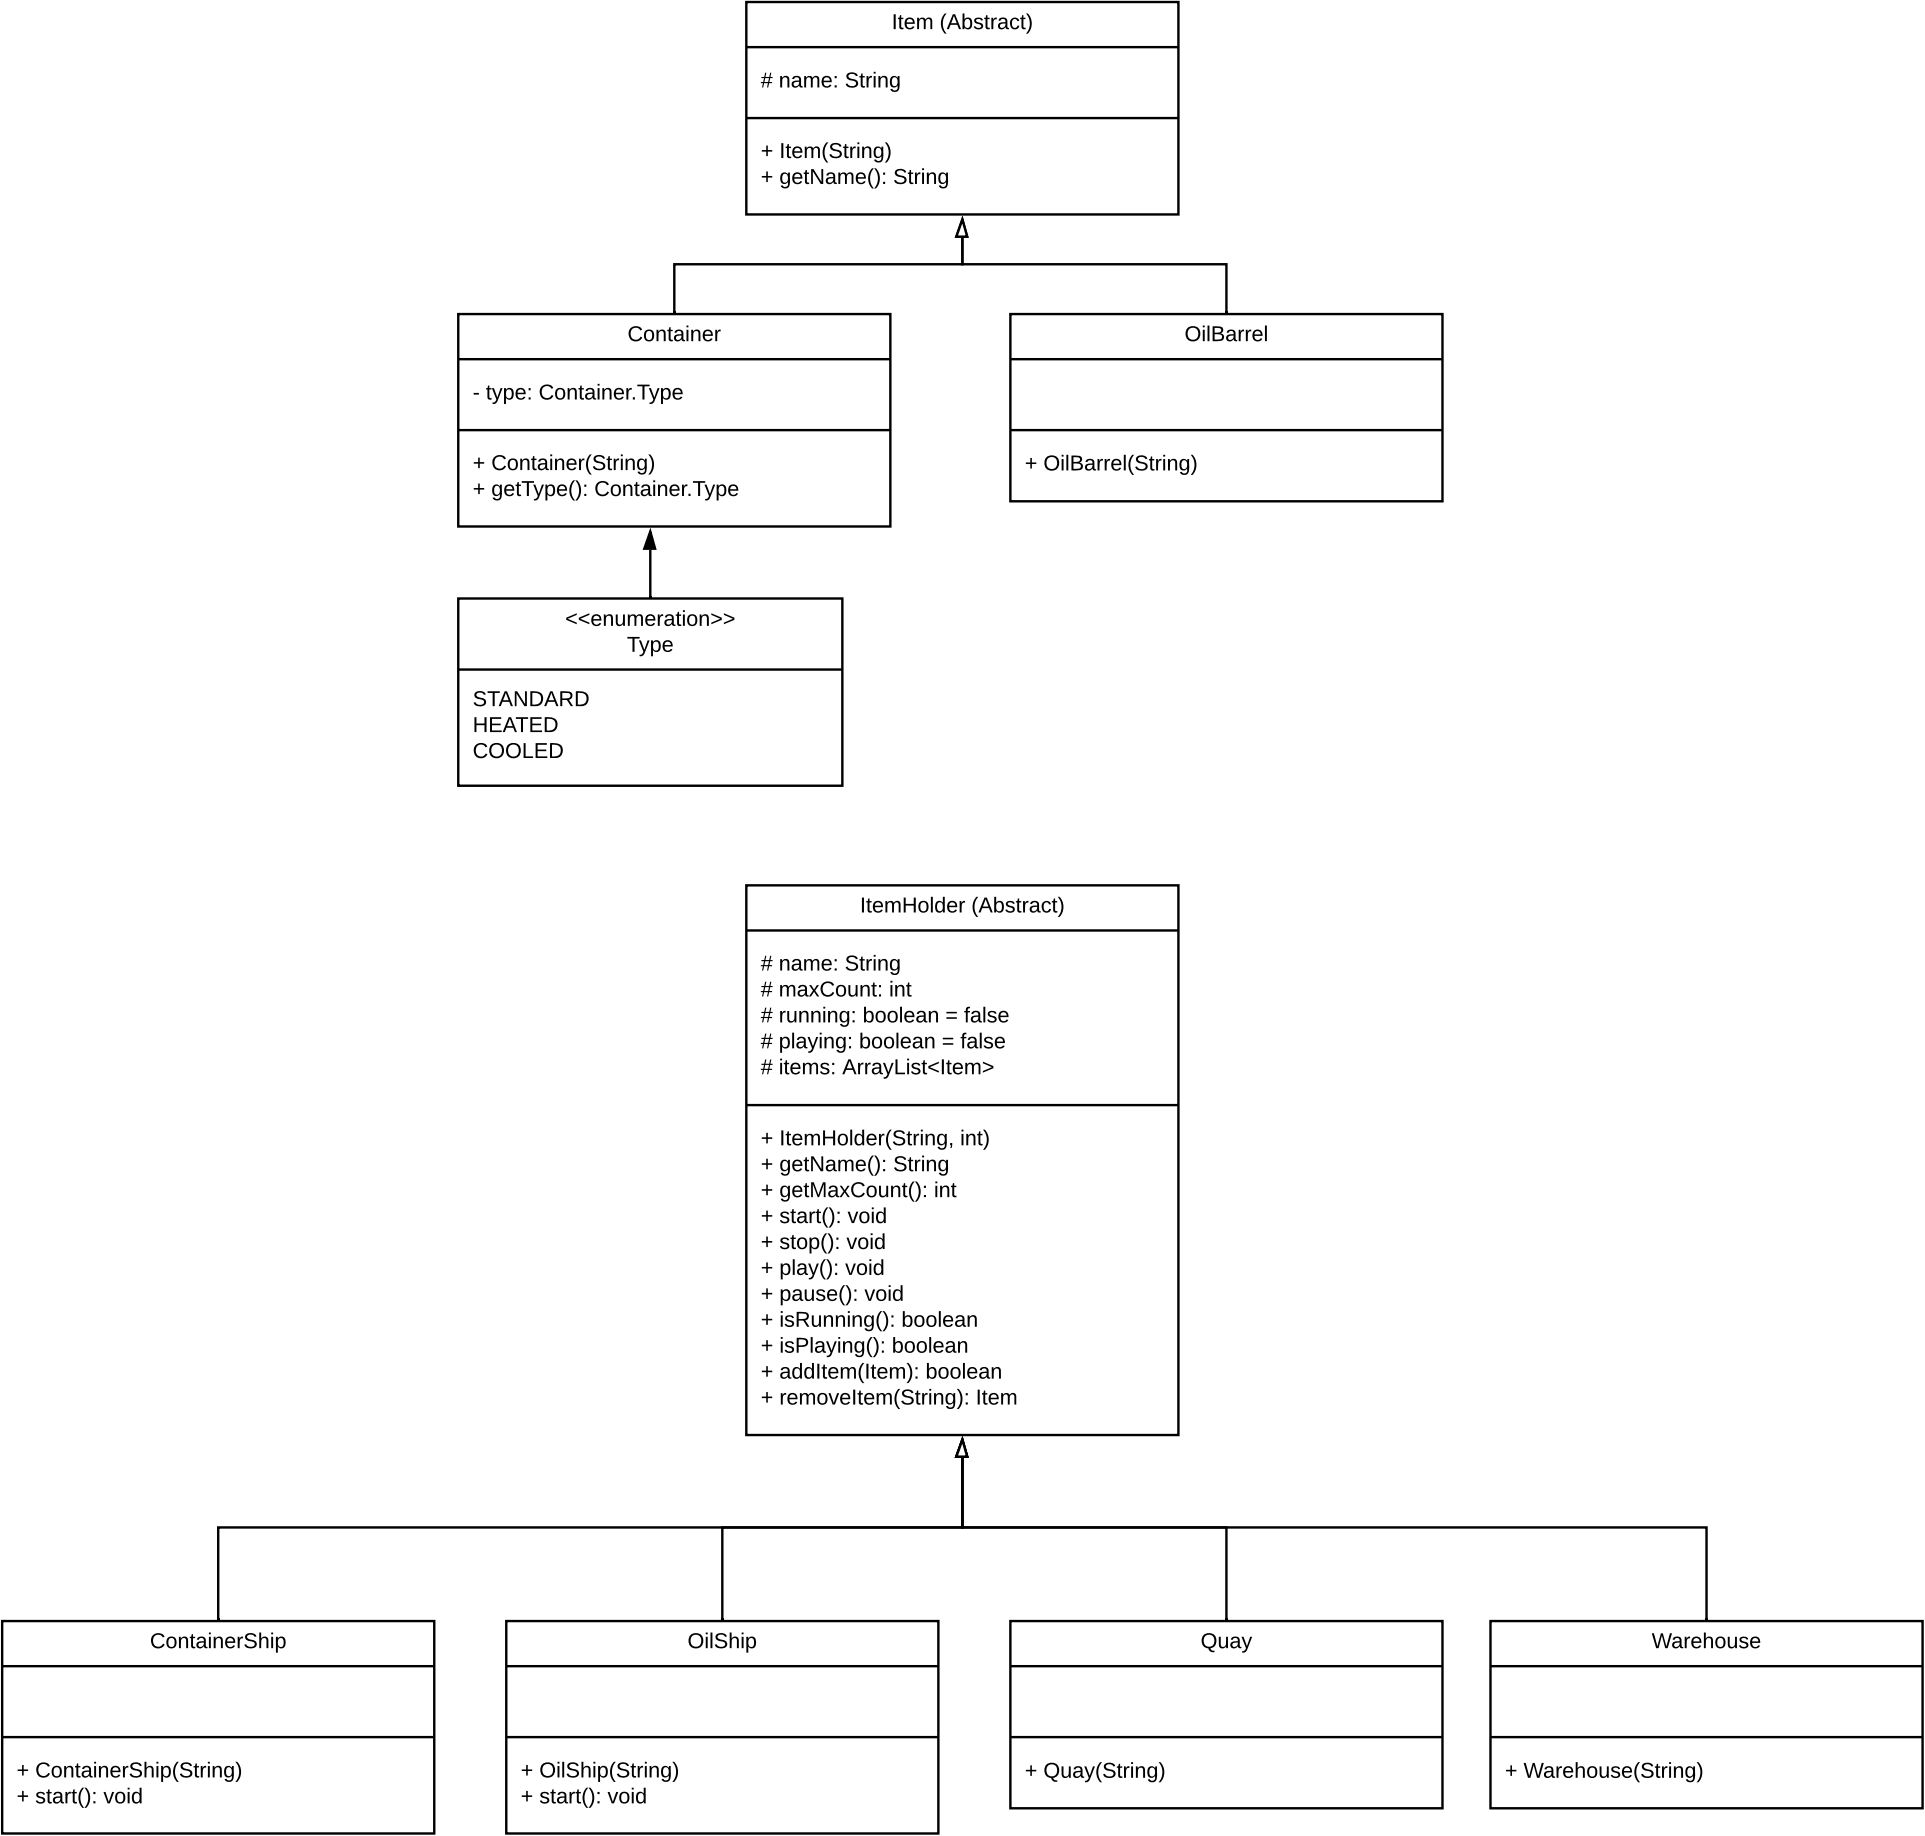 Item (Abstract)
# name: String
+ Item(String)
+ getName(): String
Container
- type: Container.Type
+ Container(String)
+ getType(): Container.Type
OilBarrel
+ OilBarrel(String)
<<enumeration>>
Type
STANDARD
HEATED
COOLED
ItemHolder (Abstract)
# name: String
# maxCount: int
# running: boolean = false
# playing: boolean = false
# items: ArrayList<Item>
+ ItemHolder(String, int)
+ getName(): String
+ getMaxCount(): int
+ start(): void
+ stop(): void
+ play(): void
+ pause(): void
+ isRunning(): boolean
+ isPlaying(): boolean
+ addItem(Item): boolean
+ removeItem(String): Item
ContainerShip
+ ContainerShip(String)
+ start(): void
OilShip
+ OilShip(String)
+ start(): void
Quay
+ Quay(String)
Warehouse
+ Warehouse(String)